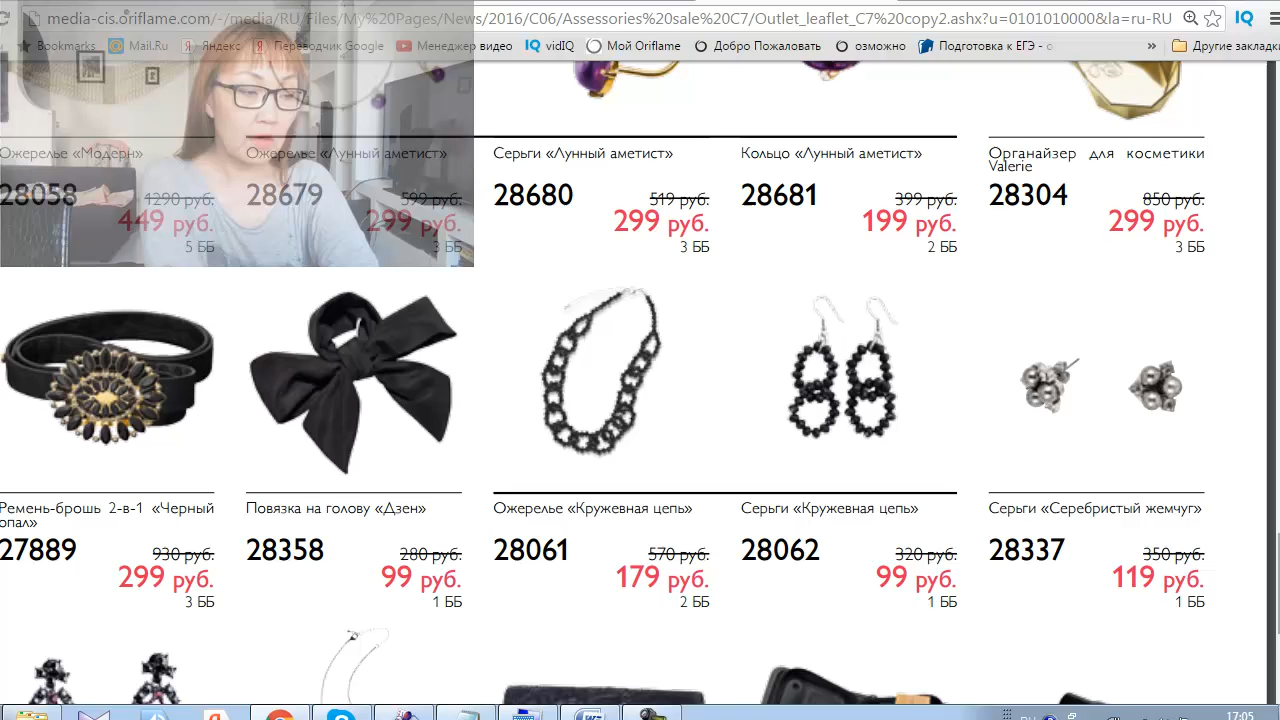 media-cis.oriflame.com/-/media/RU/Files/My%20Pages/News/2016/C06/Assessories%20sale%20C7/Outlet_leaflet_C7%20copy2.ashx?u=0101010000&la=ru-RU IQ
Bookmarks Mail.Ru Яндекс Переводчик Google Менеджер видео IQ vidIQ Мой Oriflame Добро Пожаловать озмоημο Подготовка к ЕГЭ - » Другие заклад
Ожерелье «Модерн» Ожерелье «Лунный аметист» Серьги «Лунный аметист» Кольцо «Лунный аметист» Органайзер для косметики
Valerie
28058 1290 руб. 28679 599 руб. 28680 519 руб. 28681 399 руб. 28304 850 руб.
449 руб. 299 руб. 299 руб. 199 руб. 299 руб.
5 ББ 3 ББ 3 ББ 2 ББ 3 ББ
Ремень-брошь 2-в-1 «Черный Повязка на голову «Дзен» Ожерелье «Кружевная цепь» Серьги «Кружевная цепь» Серьги «Серебристый жемчуг»
опал»
27889 930 руб. 28358 280 руб. 28061 570 руб. 28062 320 руб. 28337 350 руб.
299 руб. 99 руб. 179 руб. 99 руб. 119 руб.
3 ББ 1 ББ 2 ББ 1 ББ 1 ББ
RU 17:05